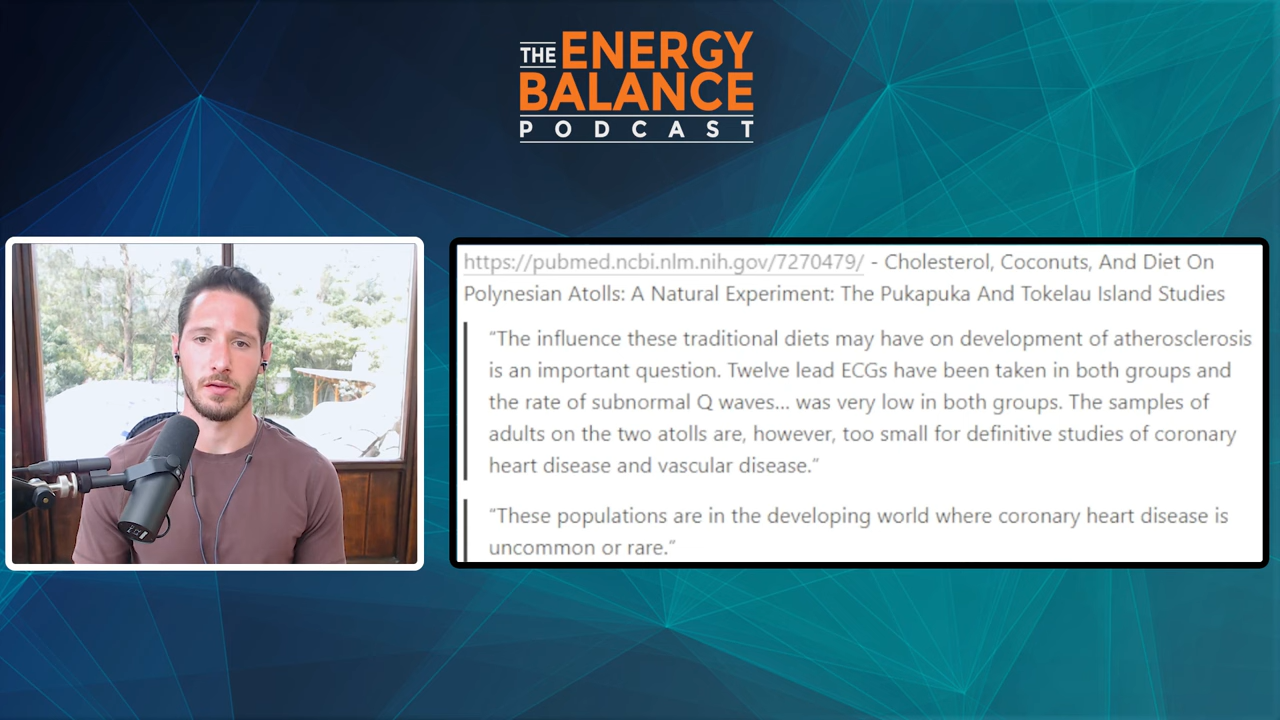 THE ENERGY
BALANCE
PODCAST
https://pubmed.ncbi.nlm.nih.gov/7270479/ - Cholesterol, Coconuts, And Diet On
Polynesian Atolls: A Natural Experiment: The Pukapuka And Tokelau Island Studies
“The influence these traditional diets may have on development of atherosclerosis
is an important question. Twelve lead ECGs have been taken in both groups and
the rate of subnormal Q waves... was very low in both groups. The samples of
adults on the two atolls are, however, too small for definitive studies of coronary
heart disease and vascular disease.”
“These populations are in the developing world where coronary heart disease is
uncommon or rare.”